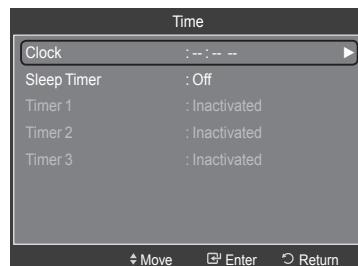 Time
Clock : -- : -- --
Sleep Timer : Off
Timer 1 : Inactivated
Timer 2 : Inactivated
Timer 3 : Inactivated
Move Enter Return